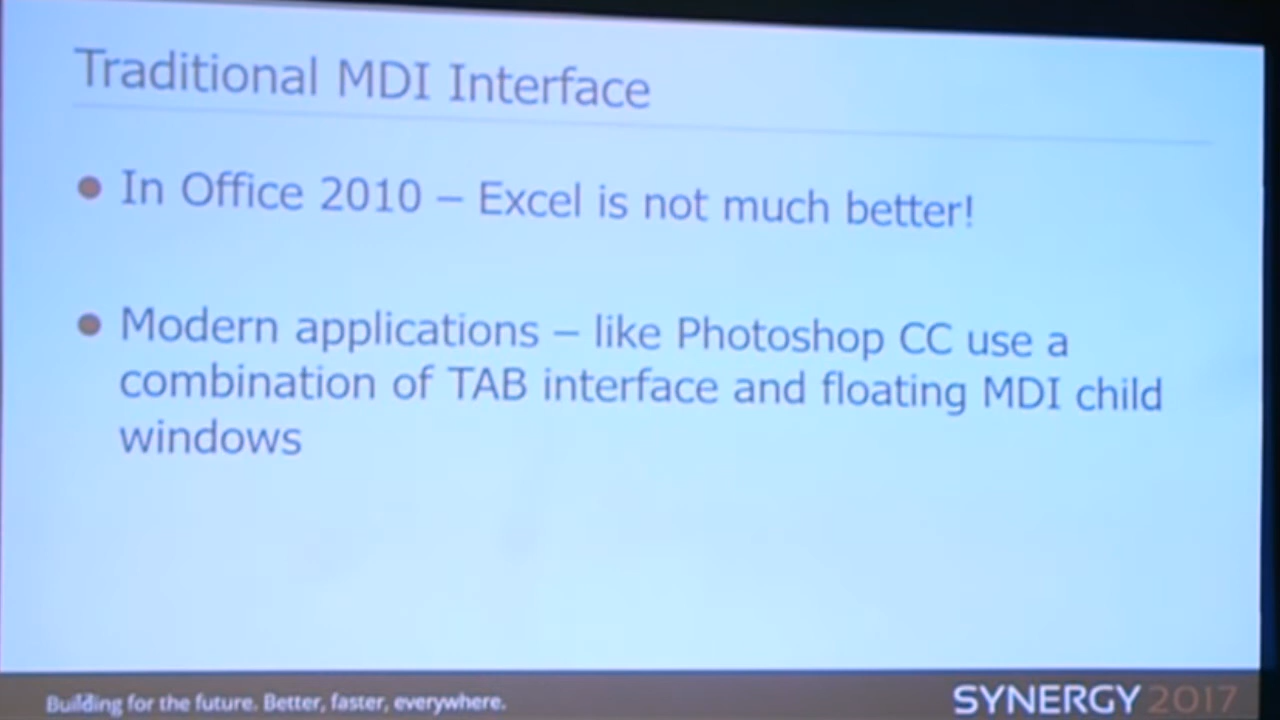 Traditional MDI Interface
In Office 2010 – Excel is not much better!
Modern applications – like Photoshop CC use a
combination of TAB interface and floating MDI child
windows
Building for the future. Better, faster, everywhere.
SYNERGY 2017